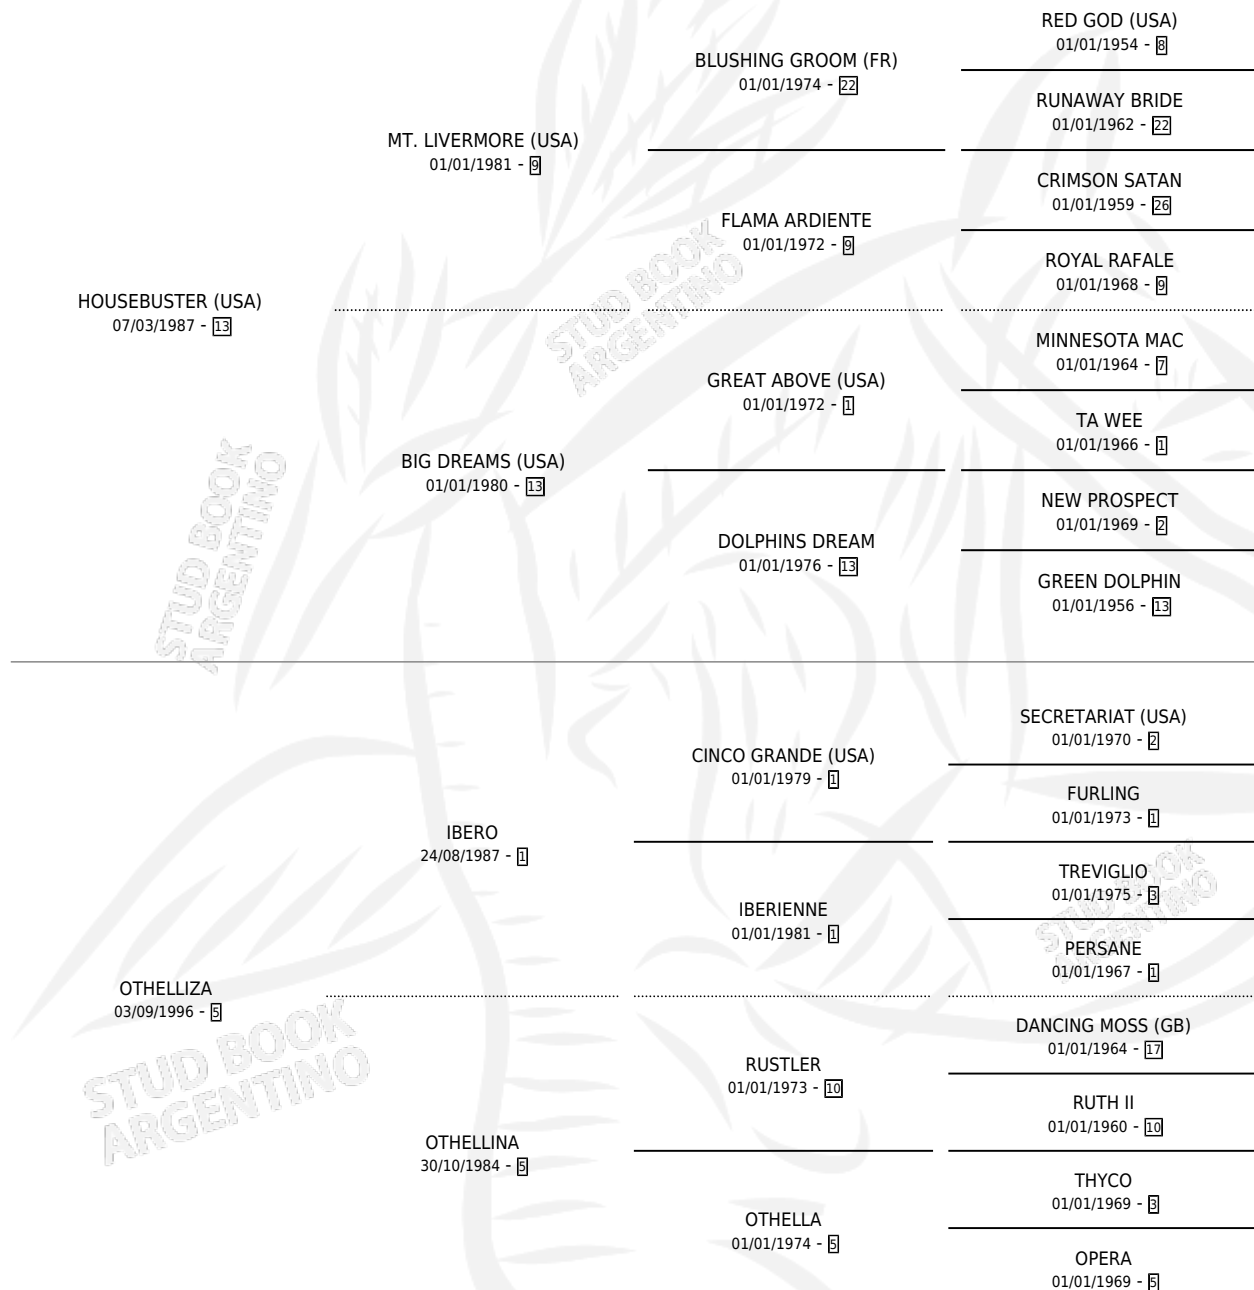 RED GOD (USA)
01/01/1954 - 8
BLUSHING GROOM (FR)
01/01/1974 - 22
RUNAWAY BRIDE
01/01/1962 - 22
MT. LIVERMORE (USA)
01/01/1981 - 9
CRIMSON SATAN
01/01/1959 - 26
FLAMA ARDIENTE
01/01/1972 - 9
ROYAL RAFALE
01/01/1968 - 9
HOUSEBUSTER (USA)
07/03/1987 - 13
MINNESOTA MAC
01/01/1964 - 7
GREAT ABOVE (USA)
01/01/1972 - 1
TA WEE
01/01/1966 - 1
BIG DREAMS (USA)
01/01/1980 - 13
NEW PROSPECT
01/01/1969 - 2
DOLPHINS DREAM
01/01/1976 - 13
GREEN DOLPHIN
01/01/1956 - 13
SECRETARIAT (USA)
01/01/1970 - 2
CINCO GRANDE (USA)
01/01/1979 - 1
FURLING
01/01/1973 - 1
IBERO
24/08/1987 - 1
TREVIGLIO
01/01/1975 - 3
IBERIENNE
01/01/1981 - 1
PERSANE
01/01/1967 - 1
OTHELLIZA
03/09/1996 - 5
DANCING MOSS (GB)
01/01/1964 - 17
RUSTLER
01/01/1973 - 10
RUTH II
01/01/1960 - 10
OTHELLINA
30/10/1984 - 5
THYCO
01/01/1969 - 3
OTHELLA
01/01/1974 - 5
OPERA
01/01/1969 - 5
STUD BOOK
ARGENTINO
STUD BOOK
ARGENTINO
STUD BOOK
ARGENTINO
STUD BOOK
ARGENTINO